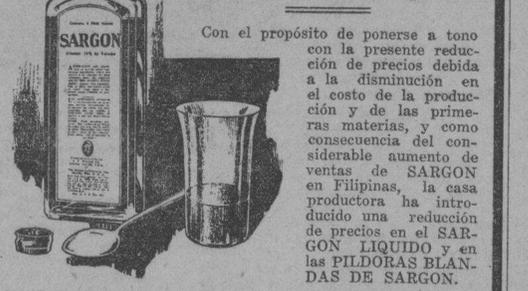 SARGON
Con el propósito de ponerse a tono
con la presente reduc-
ción de precios debida
a la disminución en
el costo de la produc-
ción y de las prime-
ras materias, y como
consecuencia del con-
siderable aumento de
ventas de SARGON
en Filipinas, la casa
productora ha intro-
ducido una reducción
de precios en el SAR-
GON LIQUIDO y en
las PILDORAS BLAN-
DAS DE SARGON.